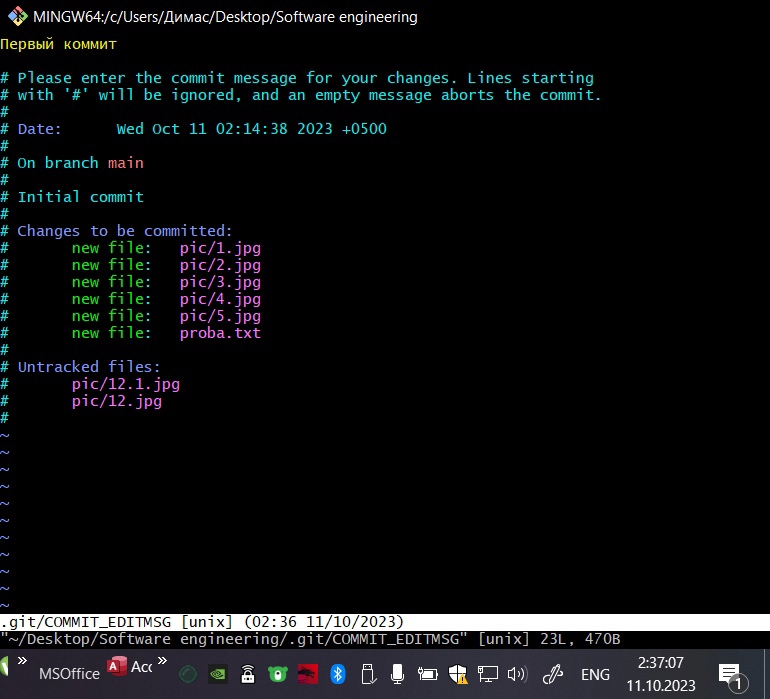 MINGW64:/c/Users/Димас/Desktop/Software engineering
Первый коммит
# Please enter the commit message for your changes. Lines starting
# with '#' will be ignored, and an empty message aborts the commit.
#
# Date:      Wed Oct 11 02:14:38 2023 +0500
#
# On branch main
#
# Initial commit
#
# Changes to be committed:
#       new file:   pic/1.jpg
#       new file:   pic/2.jpg
#       new file:   pic/3.jpg
#       new file:   pic/4.jpg
#       new file:   pic/5.jpg
#       new file:   proba.txt
#
# Untracked files:
#       pic/12.1.jpg
#       pic/12.jpg
#
~
~
~
~
~
~
~
~
~
~
~
.git/COMMIT_EDITMSG [unix] (02:36 11/10/2023)
"~/Desktop/Software engineering/.git/COMMIT_EDITMSG" [unix] 23L, 470B
» MSOffice Acc » ENG 2:37:07
11.10.2023 1